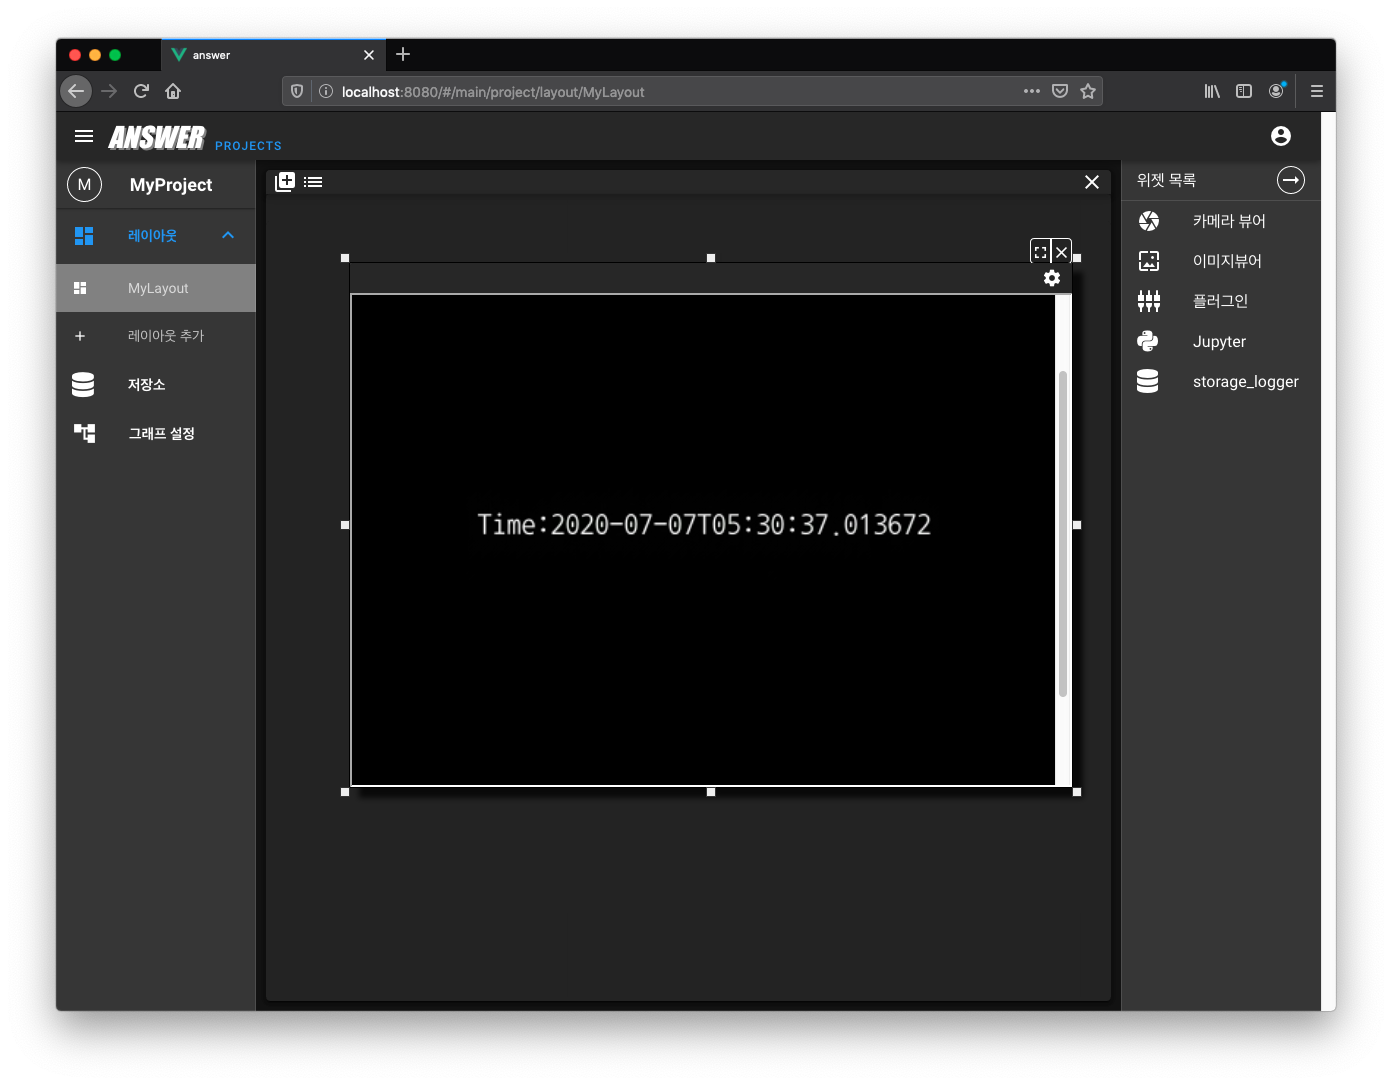 answer
localhost:8080/#/main/project/layout/MyLayout
ANSWER PROJECTS
M MyProject
레이아웃
MyLayout
레이아웃 추가
저장소
그래프 설정
Time:2020-07-07T05:30:37.013672
위젯 목록
카메라 뷰어
이미지뷰어
플러그인
Jupyter
storage_logger